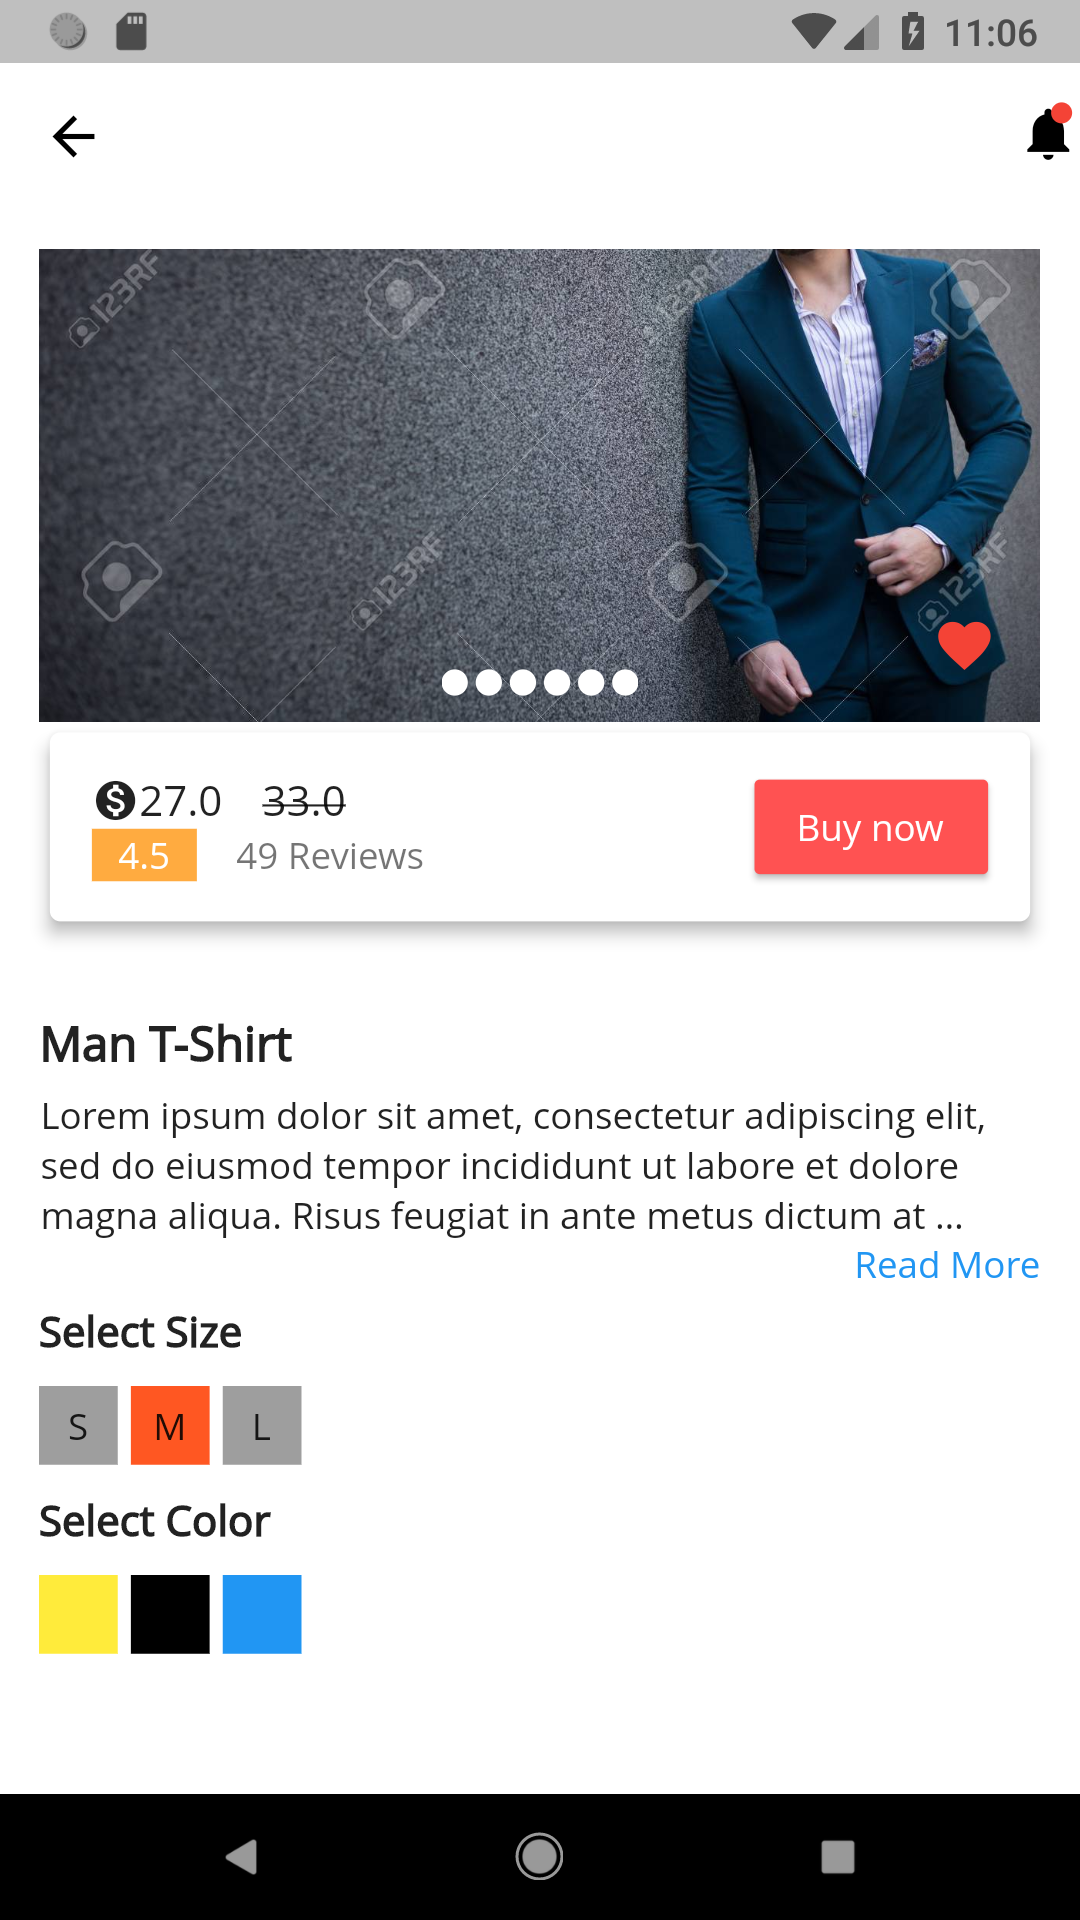 11:06
123RF
123RF
123RF
123RF
$27.0 33.0
Buy now
4.5 49 Reviews
Man T-Shirt
Lorem ipsum dolor sit amet, consectetur adipiscing elit,
sed do eiusmod tempor incididunt ut labore et dolore
magna aliqua. Risus feugiat in ante metus dictum at ...
Read More
Select Size
S M L
Select Color